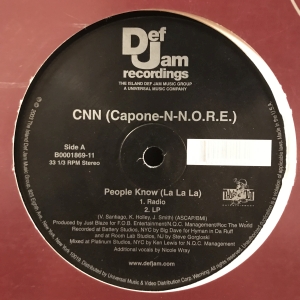 Def
Jam
recordings
THE ISLAND DEF JAM MUSIC GROUP
A UNIVERSAL MUSIC COMPANY
CNN (Capone-N-N.O.R.E.)
Side A
B0001869-11
33 1/3 RPM Stereo
People Know (La La La)
1. Radio
2. LP
(V. Santiago, K. Holley, J. Smith) (ASCAP/BMI)
Produced by Just Blaze for F.O.B. Entertainment/N.O.C. Management/Roc The World
Recorded at Battery Studios, NYC by Big Dave for Human in Da Ruff
and at Room Lab Studios, NJ by Steve Gorgloski
Mixed at Platinum Studios, NYC by Ken Lewis for N.Q.C. Management
Additional vocals by Nicole Wray
www.defjam.com